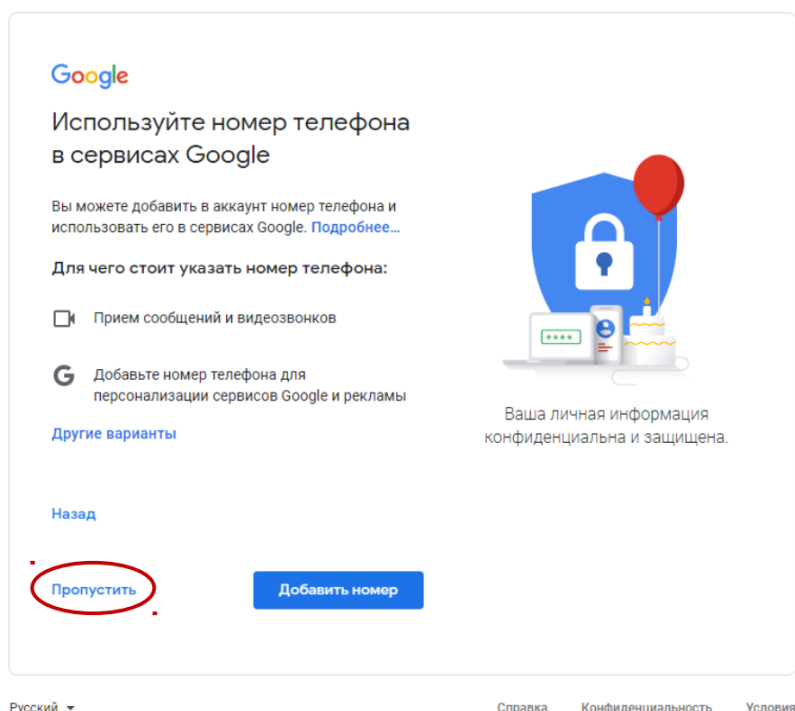 Google
Используйте номер телефона
в сервисах Google
Вы можете добавить в аккаунт номер телефона и
использовать его в сервисах Google. Подробнее...
Для чего стоит указать номер телефона:
Прием сообщений и видеозвонков
G
Добавьте номер телефона для
персонализации сервисов Google и рекламы
Другие варианты
Назад
Пропустить
Добавить номер
****
Ваша личная информация
конфиденциальна и защищена.
Русский
Справка
Конфиденциальность
Условия